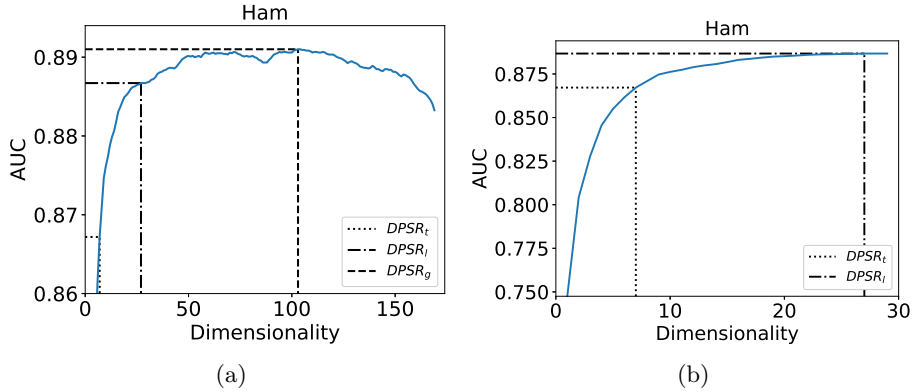 Ham
0.89
0.88
0.87
0.86
AUC
DPSR_t
DPSR_l
DPSR_g
0 50 100 150
Dimensionality
(a)
Ham
0.875
0.850
0.825
0.800
0.775
0.750
AUC
DPSR_t
DPSR_l
0 10 20 30
Dimensionality
(b)